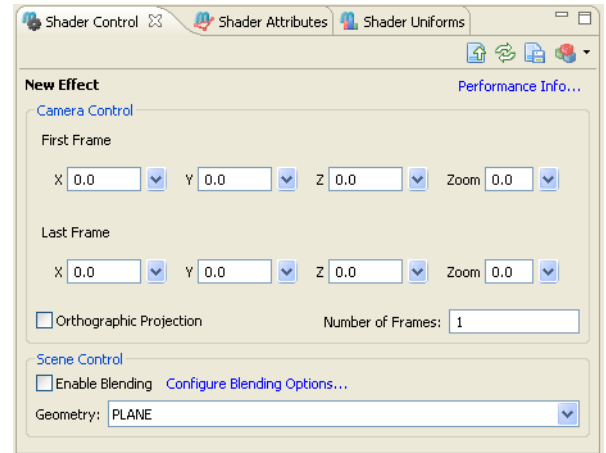 Shader Control Shader Attributes Shader Uniforms
New Effect Performance Info...
Camera Control
First Frame
X 0.0 Y 0.0 Z 0.0 Zoom 0.0
Last Frame
X 0.0 Y 0.0 Z 0.0 Zoom 0.0
Orthographic Projection Number of Frames: 1
Scene Control
Enable Blending Configure Blending Options...
Geometry: PLANE